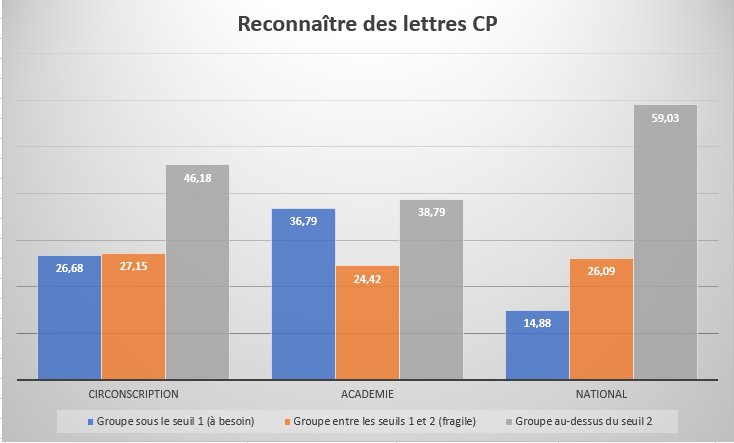 Reconnaître des lettres CP
26,68
27,15
46,18
36,79
24,42
38,79
14,88
26,09
59,03
CIRCONSCRIPTION
ACADEMIE
NATIONAL
Groupe sous le seuil 1 (à besoin)
Groupe entre les seuils 1 et 2 (fragile)
Groupe au-dessus du seuil 2